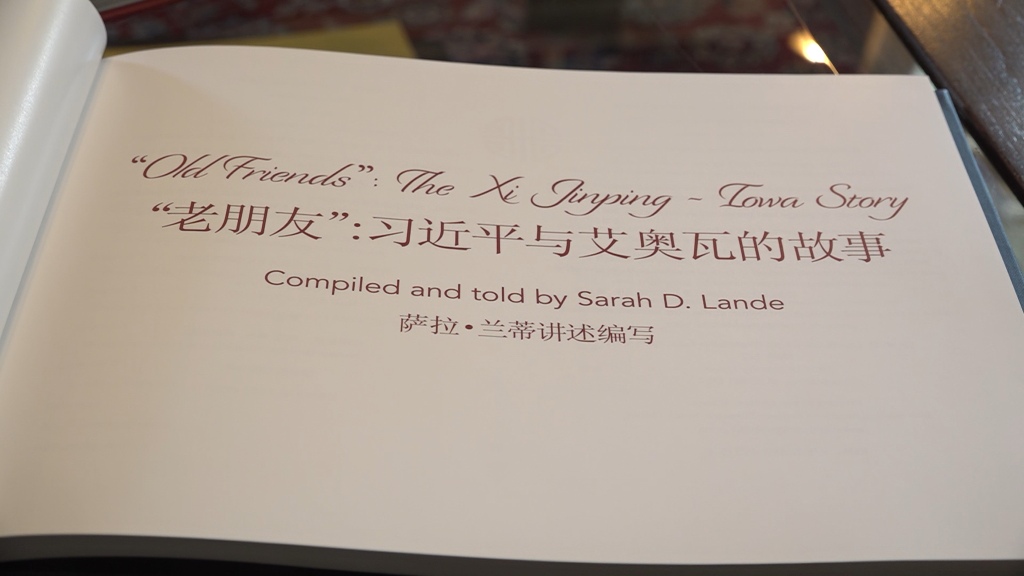 “Old Friends”: The Xi Jinping ~ Iowa Story
“老朋友”:习近平与艾奥瓦的故事
Compiled and told by Sarah D. Lande
萨拉•兰蒂讲述编写